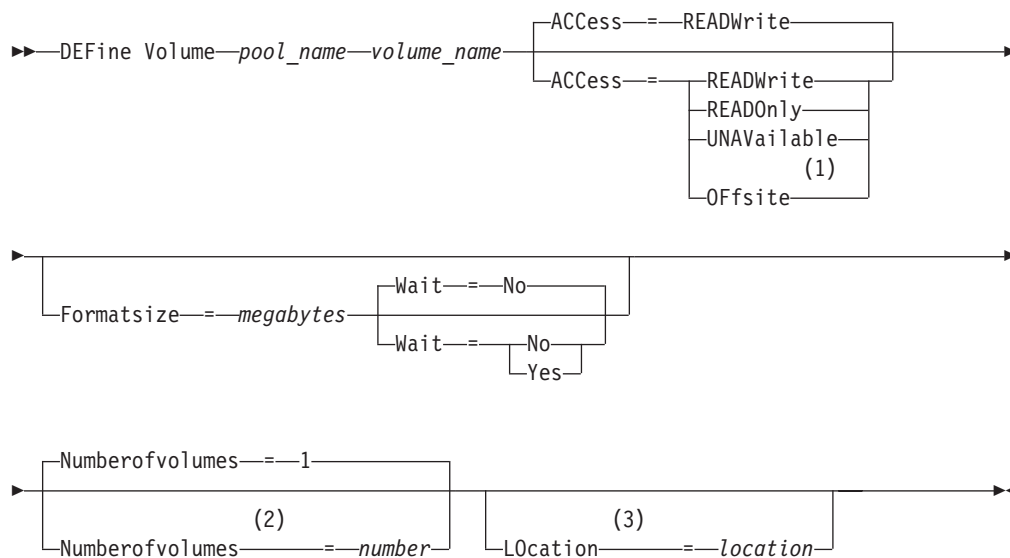 ACCess = READWrite
DEFine Volume pool_name volume_name
ACCess = READWrite
READOnly
UNAVailable
(1)
OFfsite
Wait = No
Formatsize = megabytes
Wait = No
Yes
Numberofvolumes = 1
(2) (3)
Numberofvolumes = number LOcation = location